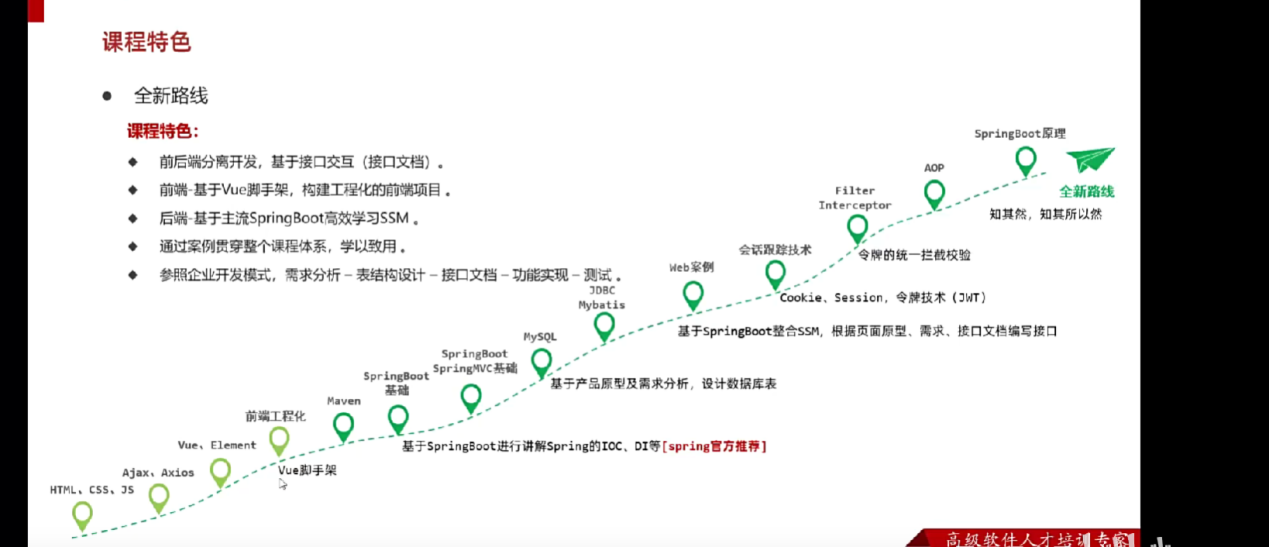 课程特色
● 全新路线
课程特色：
◆ 前后端分离开发，基于接口交互（接口文档）。
◆ 前端-基于Vue脚手架，构建工程化的前端项目。
◆ 后端-基于主流SpringBoot高效学习SSM。
◆ 通过案例贯穿整个课程体系，学以致用。
◆ 参照企业开发模式，需求分析 – 表结构设计 – 接口文档 – 功能实现 – 测试。
SpringBoot原理
全新路线
知其然，知其所以然
AOP
Filter
Interceptor
令牌的统一拦截校验
会话跟踪技术
Cookie、Session，令牌技术（JWT）
Web案例
基于SpringBoot整合SSM，根据页面原型、需求、接口文档编写接口
JDBC
Mybatis
MySQL
基于产品原型及需求分析，设计数据库表
SpringBoot
SpringMVC基础
SpringBoot
基础
基于SpringBoot进行讲解Spring的IOC、DI等[spring官方推荐]
Maven
前端工程化
Vue脚手架
Vue、Element
Ajax、Axios
HTML、CSS、JS
高级软件人才培训专家